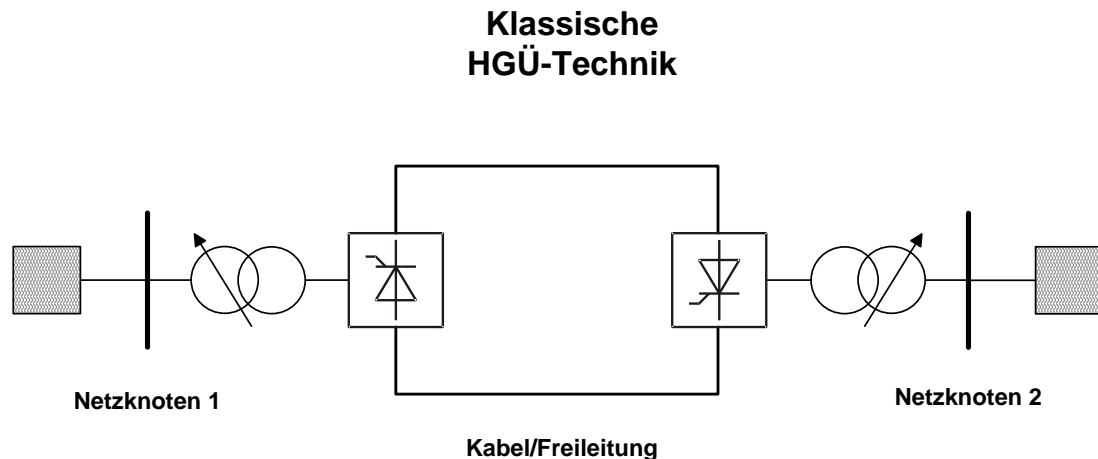 Klassische
HGÜ-Technik
Netzknoten 1
Netzknoten 2
Kabel/Freileitung